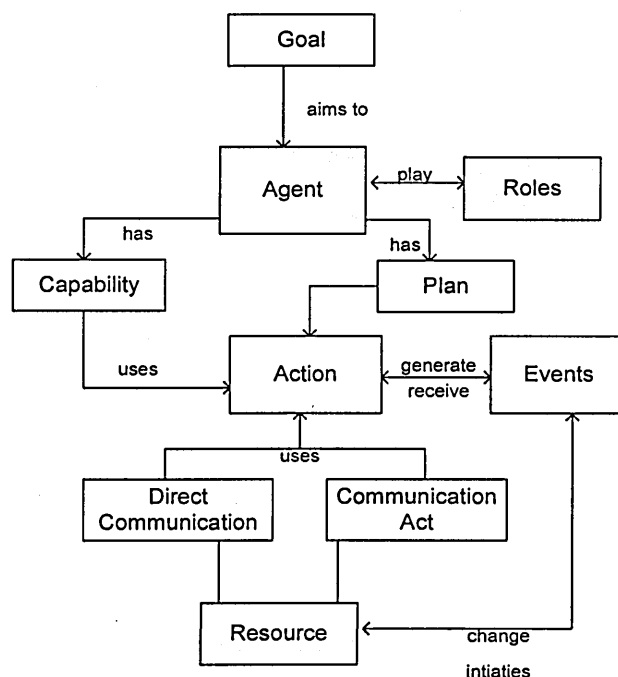 Goal
aims to
Agent
play
Roles
has
has
Capability
Plan
uses
Action
generate
receive
Events
uses
Direct
Communication
Communication
Act
Resource
change
intiaties